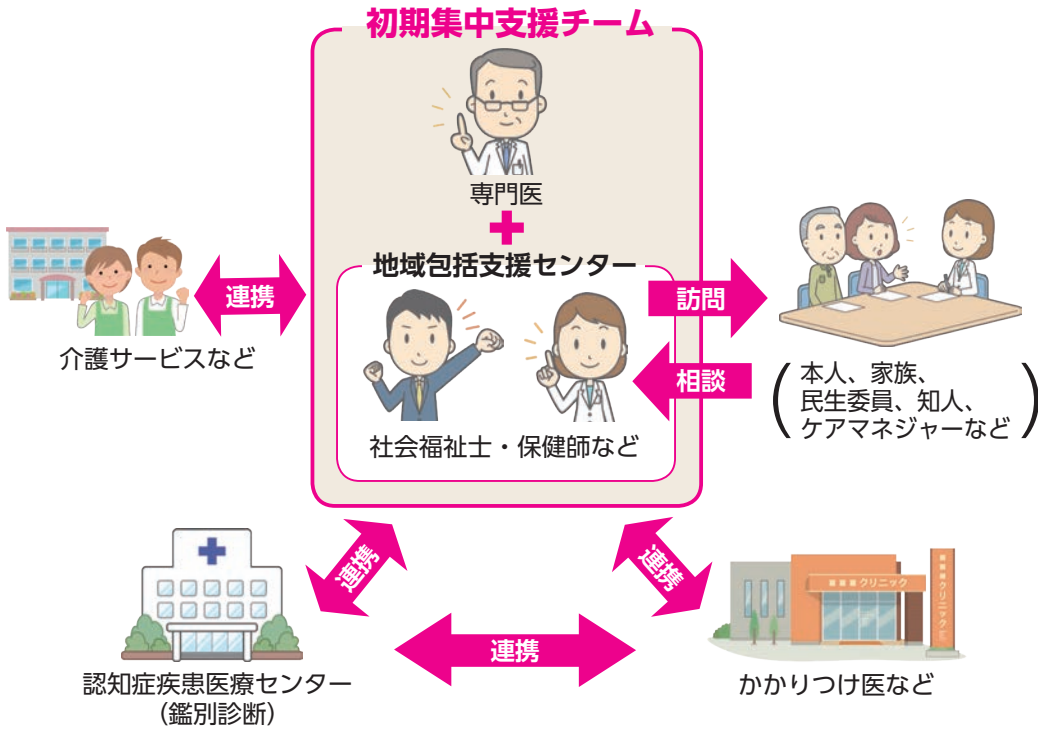 初期集中支援チーム
専門医
地域包括支援センター
社会福祉士・保健師など
連携
介護サービスなど
訪問
相談
本人、家族、
民生委員、知人、
ケアマネジャーなど
連携
連携
連携
認知症疾患医療センター
(鑑別診断)
クリニック
クリニック
かかりつけ医など